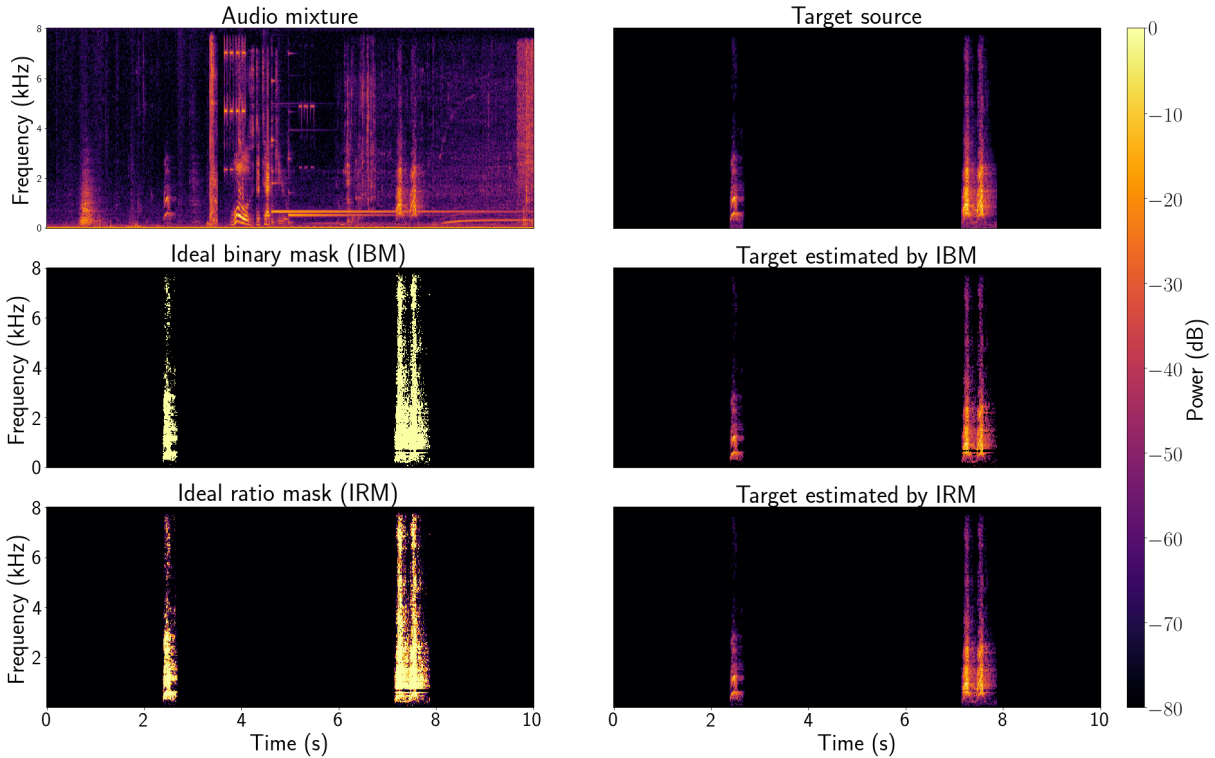 Audio mixture
Target source
8
6
4
2
0
Frequency (kHz)
0
−10
−20
−30
−40
−50
−60
−70
−80
Power (dB)
Ideal binary mask (IBM)
Target estimated by IBM
8
6
4
2
0
Frequency (kHz)
Ideal ratio mask (IRM)
Target estimated by IRM
8
6
4
2
Frequency (kHz)
0 2 4 6 8 10
0 2 4 6 8 10
Time (s)
Time (s)